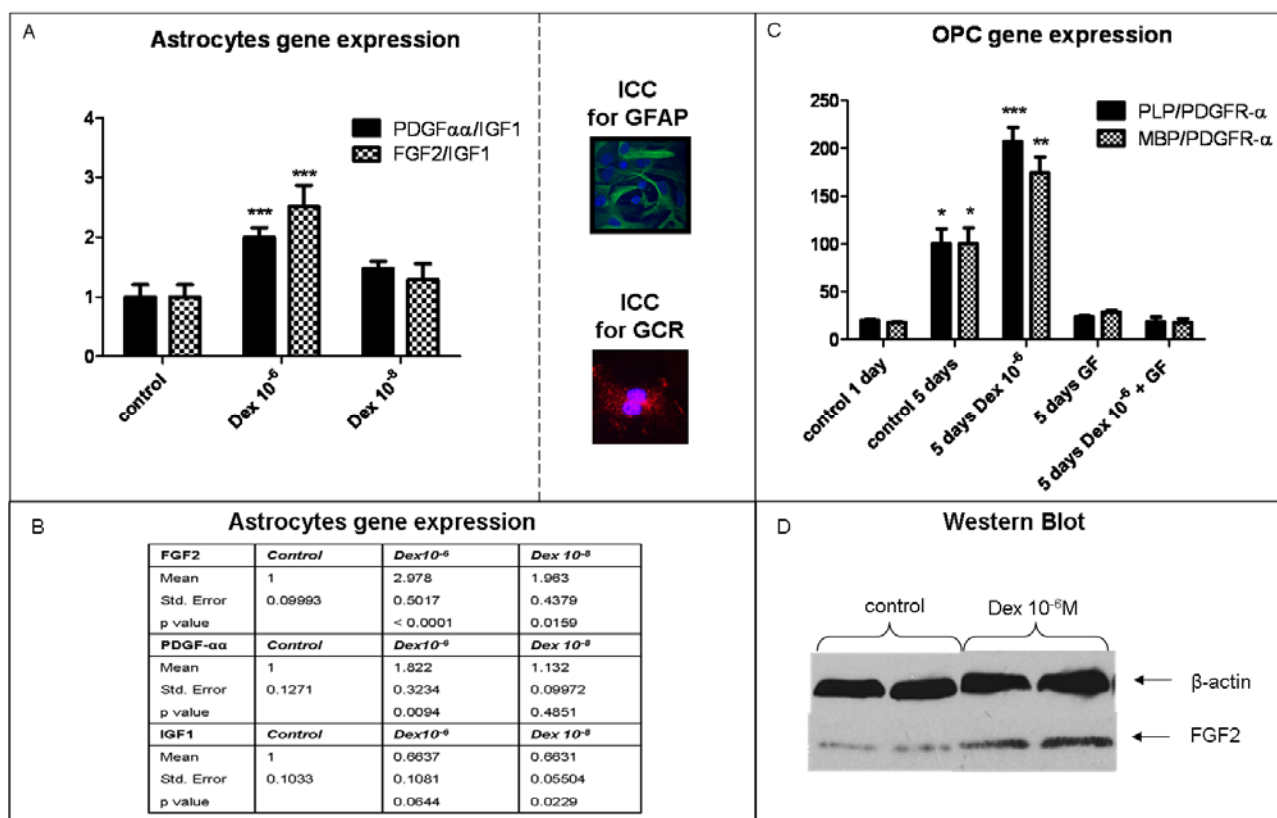 A
Astrocytes gene expression
4
3
2
1
0
PDGFαα/IGF1
FGF2/IGF1
***
***
control
Dex 10⁻⁶
Dex 10⁻⁸
ICC
for GFAP
ICC
for GCR
C
OPC gene expression
250
200
150
100
50
0
PLP/PDGFR-α
MBP/PDGFR-α
*
*
***
**
control 1 day
control 5 days
5 days Dex 10⁻⁶
5 days GF
5 days Dex 10⁻⁶ + GF
B
Astrocytes gene expression
FGF2 Control Dex10⁻⁶ Dex 10⁻⁸
Mean 1 2.978 1.963
Std. Error 0.09993 0.5017 0.4379
p value < 0.0001 0.0159
PDGF-αα Control Dex10⁻⁶ Dex 10⁻⁸
Mean 1 1.822 1.132
Std. Error 0.1271 0.3234 0.09972
p value 0.0094 0.4851
IGF1 Control Dex10⁻⁶ Dex 10⁻⁸
Mean 1 0.6637 0.6631
Std. Error 0.1033 0.1081 0.05504
p value 0.0644 0.0229
D
Western Blot
control
Dex 10⁻⁶M
β-actin
FGF2